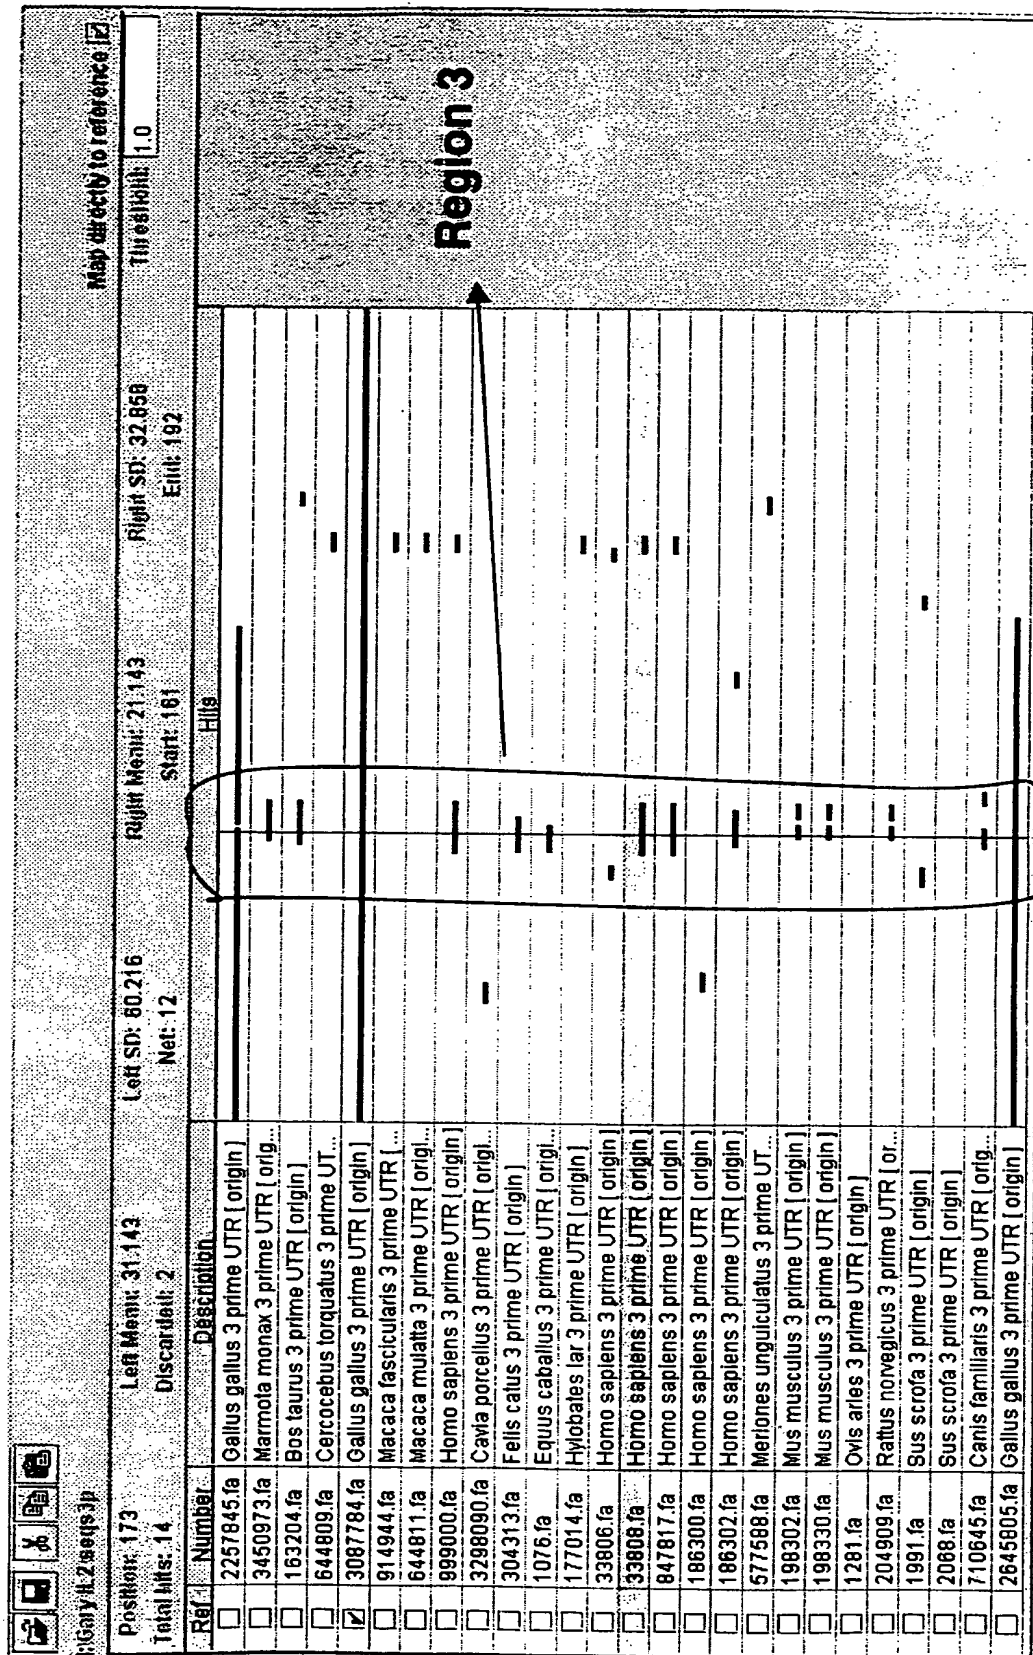 Map directly to reference
Position: 173 Left Mean: 31.143 Left SD: 60.216 Right Mean: 21.143 Right SD: 32.858 Threshold: 1.0
Total hits: 14 Discarded: 2 Net: 12 Start: 161 End: 192
Ref Number Description Hits
2225784 5.fa Gallus gallus 3 prime UTR [ origin ]
3450973.fa Marmota monax 3 prime UTR [ orig...
163204.fa Bos taurus 3 prime UTR [ origin ]
644809.fa Cercocebus torquatus 3 prime UT...
3087784.fa Gallus gallus 3 prime UTR [ origin ]
914944.fa Macaca fascicularis 3 prime UTR [...
644811.fa Macaca mulatta 3 prime UTR [ origi...
999000.fa Homo sapiens 3 prime UTR [ origin ]
3298090.fa Cavia porcellus 3 prime UTR [ origi...
304313.fa Felis catus 3 prime UTR [ origin ]
1076.fa Equus caballus 3 prime UTR [ origi...
177014.fa Hylobates lar 3 prime UTR [ origin ]
33806.fa Homo sapiens 3 prime UTR [ origin ]
33808.fa Homo sapiens 3 prime UTR [ origin ]
847817.fa Homo sapiens 3 prime UTR [ origin ]
186300.fa Homo sapiens 3 prime UTR [ origin ]
186302.fa Homo sapiens 3 prime UTR [ origin ]
577588.fa Meriones unguiculatus 3 prime UT...
198302.fa Mus musculus 3 prime UTR [ origin ]
198330.fa Mus musculus 3 prime UTR [ origin ]
1281.fa Ovis aries 3 prime UTR [ origin ]
204909.fa Rattus norvegicus 3 prime UTR [ or...
1991.fa Sus scrofa 3 prime UTR [ origin ]
2068.fa Sus scrofa 3 prime UTR [ origin ]
710645.fa Canis familiaris 3 prime UTR [ orig...
2645805.fa Gallus gallus 3 prime UTR [ origin ]
Region 3